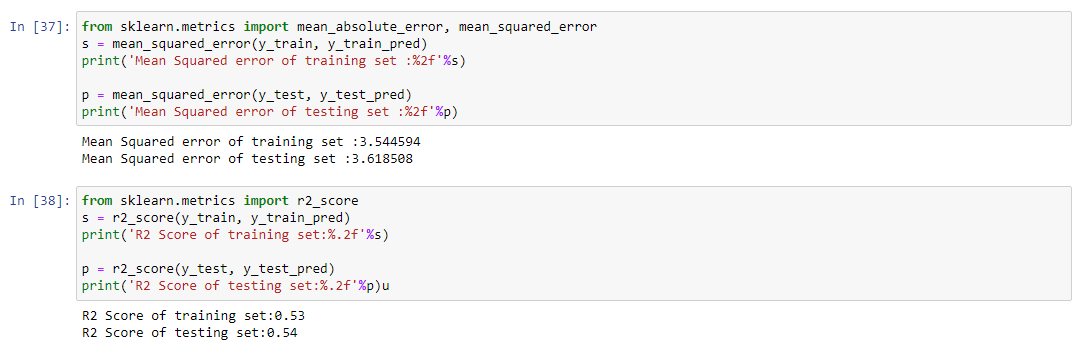 In [37]: from sklearn.metrics import mean_absolute_error, mean_squared_error
s = mean_squared_error(y_train, y_train_pred)
print('Mean Squared error of training set :%2f'%s)
p = mean_squared_error(y_test, y_test_pred)
print('Mean Squared error of testing set :%2f'%p)
Mean Squared error of training set :3.544594
Mean Squared error of testing set :3.618508
In [38]: from sklearn.metrics import r2_score
s = r2_score(y_train, y_train_pred)
print('R2 Score of training set:%.2f'%s)
p = r2_score(y_test, y_test_pred)
print('R2 Score of testing set:%.2f'%p)u
R2 Score of training set:0.53
R2 Score of testing set:0.54